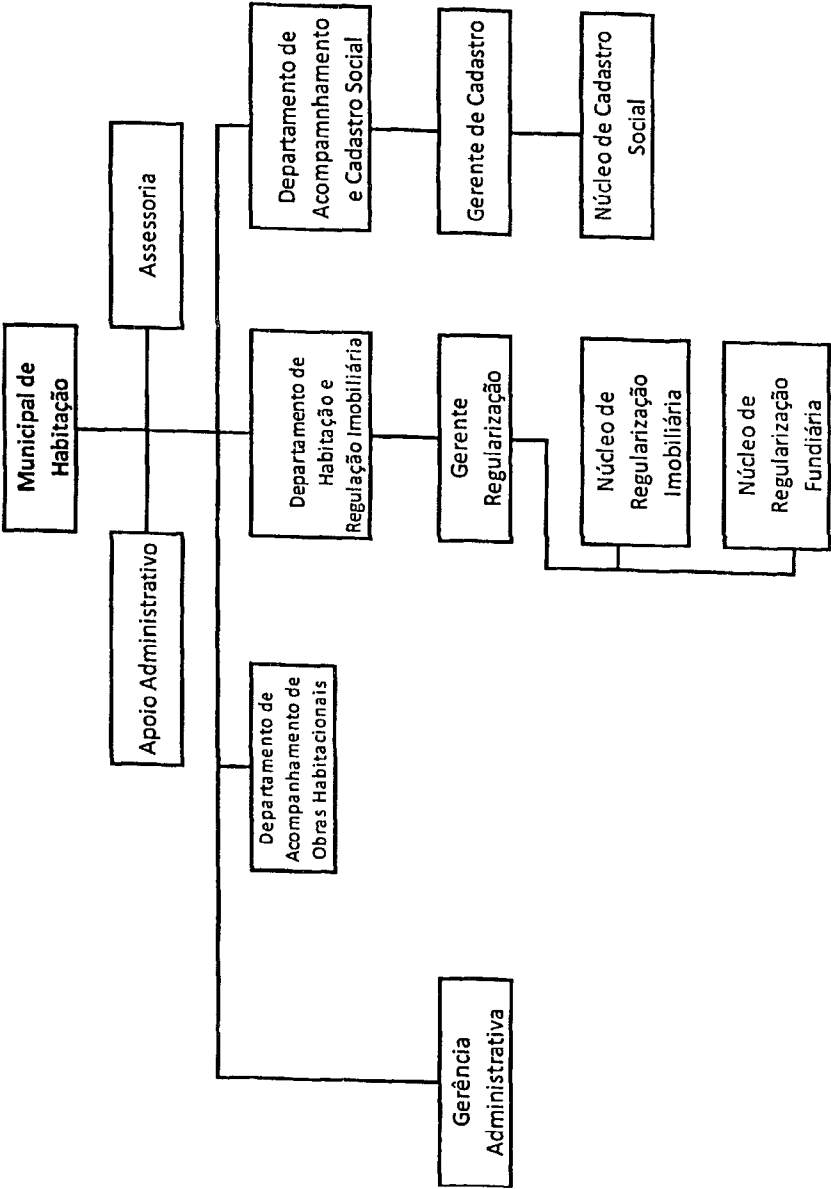 Municipal de
Habitação
Apoio Administrativo
Assessoria
Departamento de
Acompanhamento de
Obras Habitacionais
Departamento de
Habitação e
Regulação Imobiliária
Departamento de
Acompamnhamento
e Cadastro Social
Gerência
Administrativa
Gerente
Regularização
Gerente de Cadastro
Núcleo de
Regularização
Imobiliária
Núcleo de Cadastro
Social
Núcleo de
Regularização
Fundiária